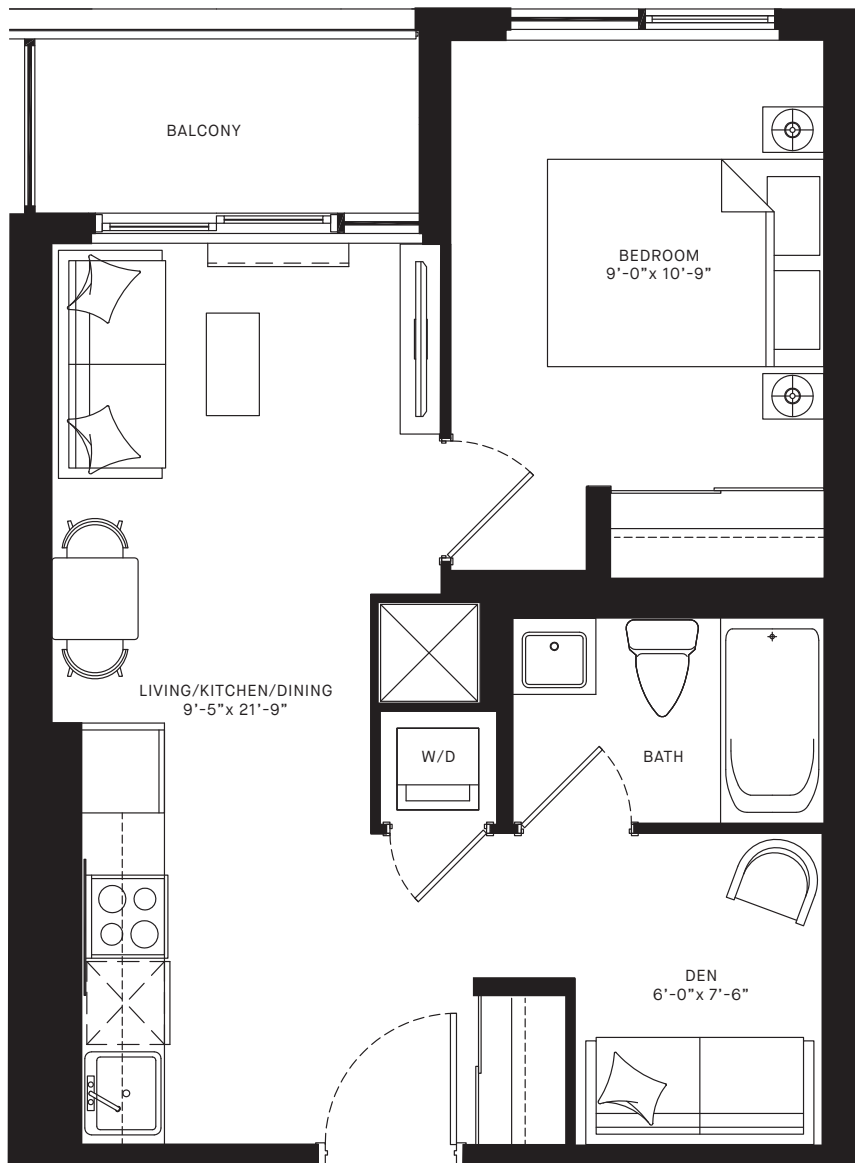 BALCONY
BEDROOM
9’-0”x 10’-9”
LIVING/KITCHEN/DINING
9’-5”x 21’-9”
W/D
BATH
DEN
6’-0”x 7’-6”